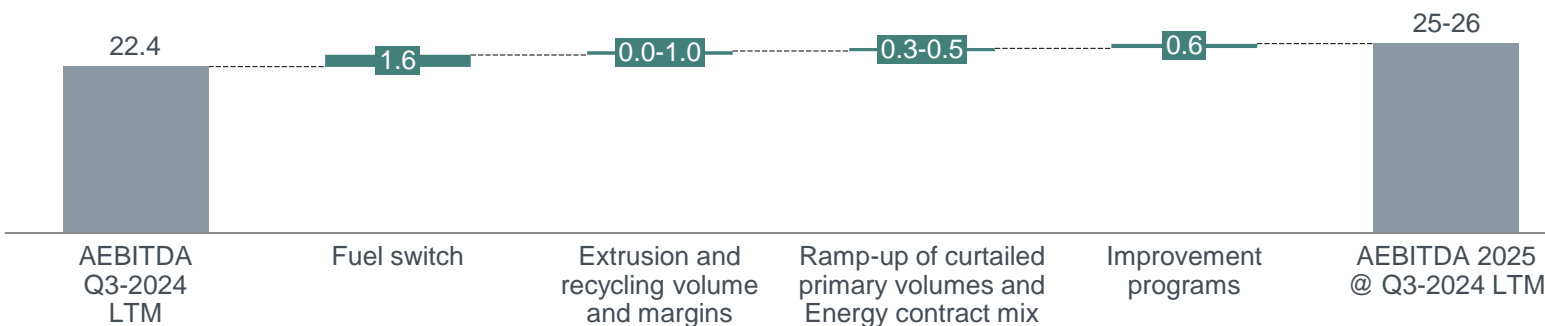 22.4
1.6
0.0-1.0
0.3-0.5
0.6
25-26
AEBITDA
Q3-2024
LTM
Fuel switch
Extrusion and
recycling volume
and margins
Ramp-up of curtailed
primary volumes and
Energy contract mix
Improvement
programs
AEBITDA 2025
@ Q3-2024 LTM